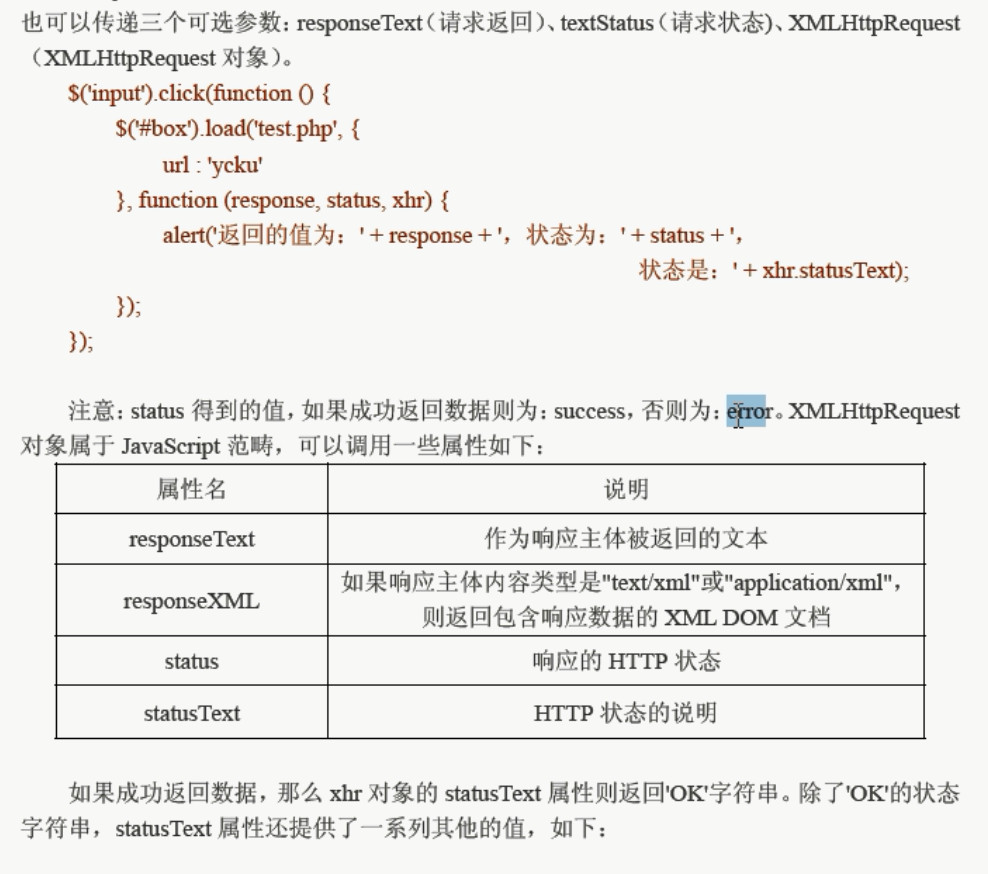 也可以传递三个可选参数：responseText（请求返回）、textStatus（请求状态）、XMLHttpRequest
（XMLHttpRequest 对象）。
$('input').click(function () {
$('#box').load('test.php', {
url : 'ycku'
}, function (response, status, xhr) {
alert('返回的值为：' + response + '，状态为：' + status + '，
状态是：' + xhr.statusText);
});
});
注意：status 得到的值，如果成功返回数据则为：success，否则为：error。XMLHttpRequest
对象属于 JavaScript 范畴，可以调用一些属性如下：
属性名 说明
responseText 作为响应主体被返回的文本
responseXML 如果响应主体内容类型是"text/xml"或"application/xml"，
则返回包含响应数据的 XML DOM 文档
status 响应的 HTTP 状态
statusText HTTP 状态的说明
如果成功返回数据，那么 xhr 对象的 statusText 属性则返回'OK'字符串。除了'OK'的状态
字符串，statusText 属性还提供了一系列其他的值，如下：